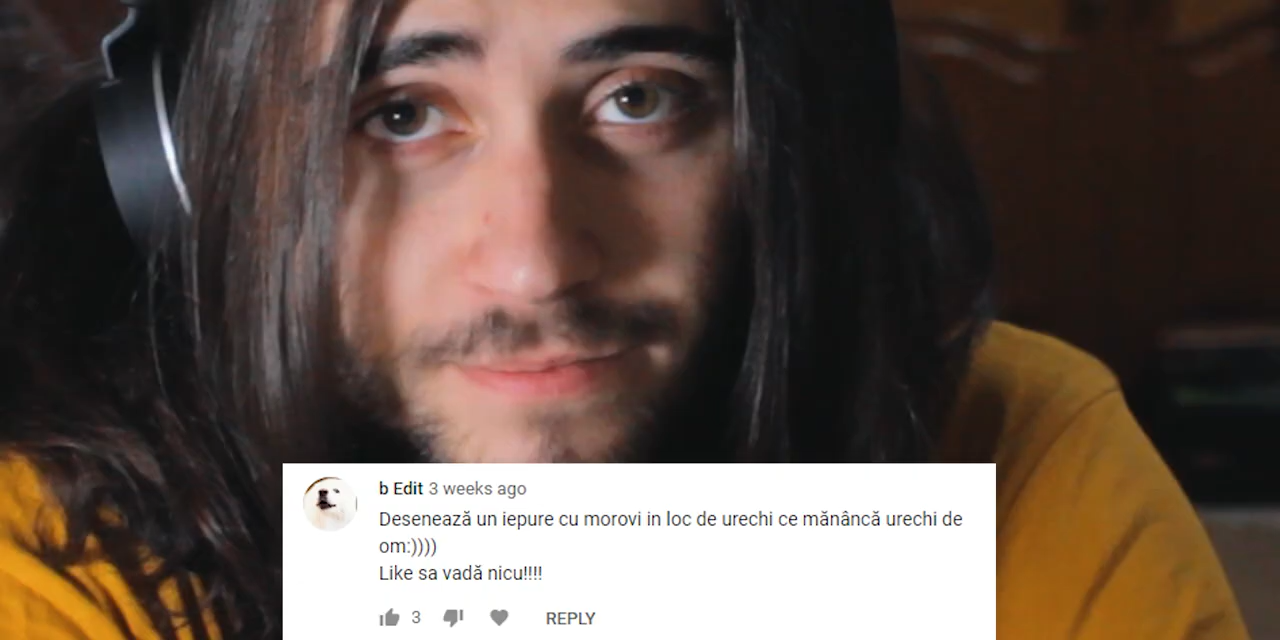 b Edit 3 weeks ago
Desenează un iepure cu morovi in loc de urechi ce mănâncă urechi de
om:))))
Like sa vadă nicu!!!!
3 REPLY